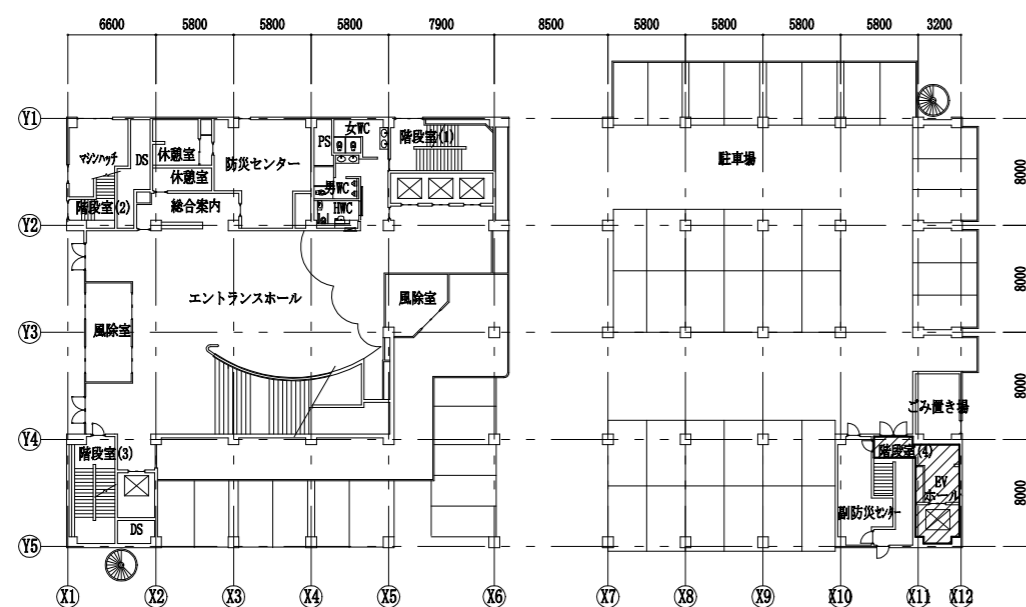 6600 5800 5800 5800 7900 8500 5800 5800 5800 5800 3200
Y1
女WC
階段室(1)
PS
マシンハッチ
DS
休憩室
防災センター
駐車場
8000
休憩室
男WC
階段室(2)
総合案内
HWC
Y2
8000
エントランスホール
風除室
風除室
Y3
8000
ごみ置き場
Y4
階段室(3)
階段室(4)
EV
ホール
8000
副防災センター
DS
Y5
X1 X2 X3 X4 X5 X6 X7 X8 X9 X10 X11 X12